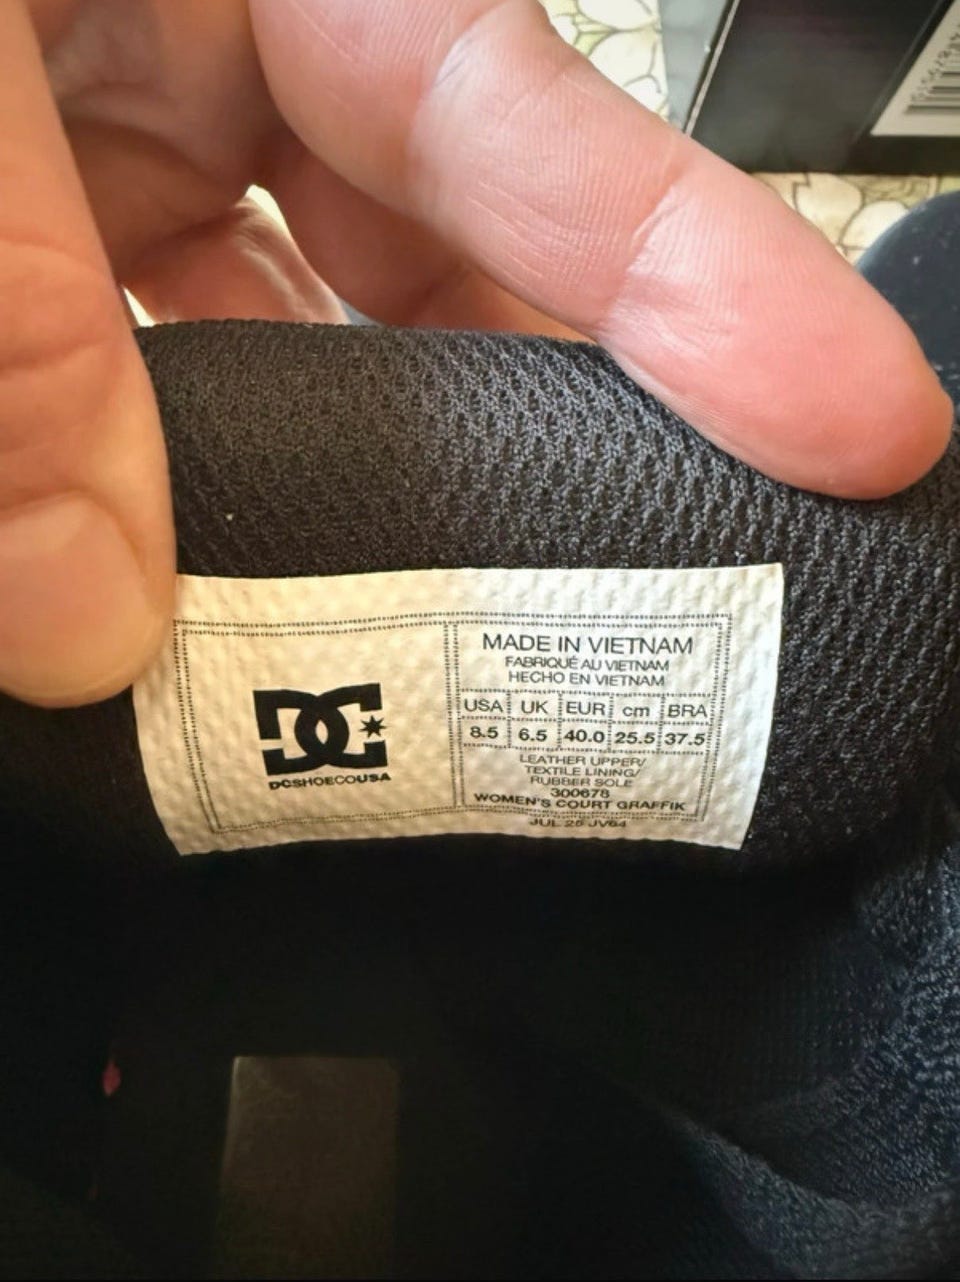 DC
DCSHOECOUSA
MADE IN VIETNAM
FABRIQUÉ AU VIETNAM
HECHO EN VIETNAM
USA UK EUR cm BRA
8.5 6.5 40.0 25.5 37.5
LEATHER UPPER/
TEXTILE LINING/
RUBBER SOLE
300678
WOMEN'S COURT GRAFFIK
JUL 25 JV64